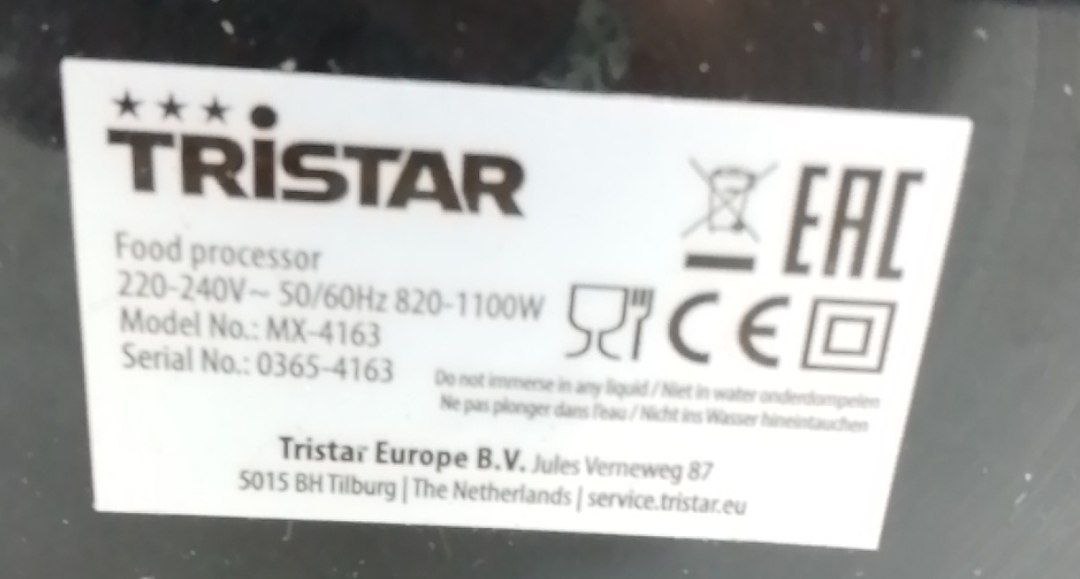 TRiSTAR
Food processor
220-240V~ 50/60Hz 820-1100W
Model No.: MX-4163
Serial No.: 0365-4163
EAC
CE
Do not immerse in any liquid / Niet in water onderdompelen
Ne pas plonger dans l'eau / Nicht ins Wasser hineintauchen
Tristar Europe B.V. Jules Verneweg 87
5015 BH Tilburg | The Netherlands | service.tristar.eu